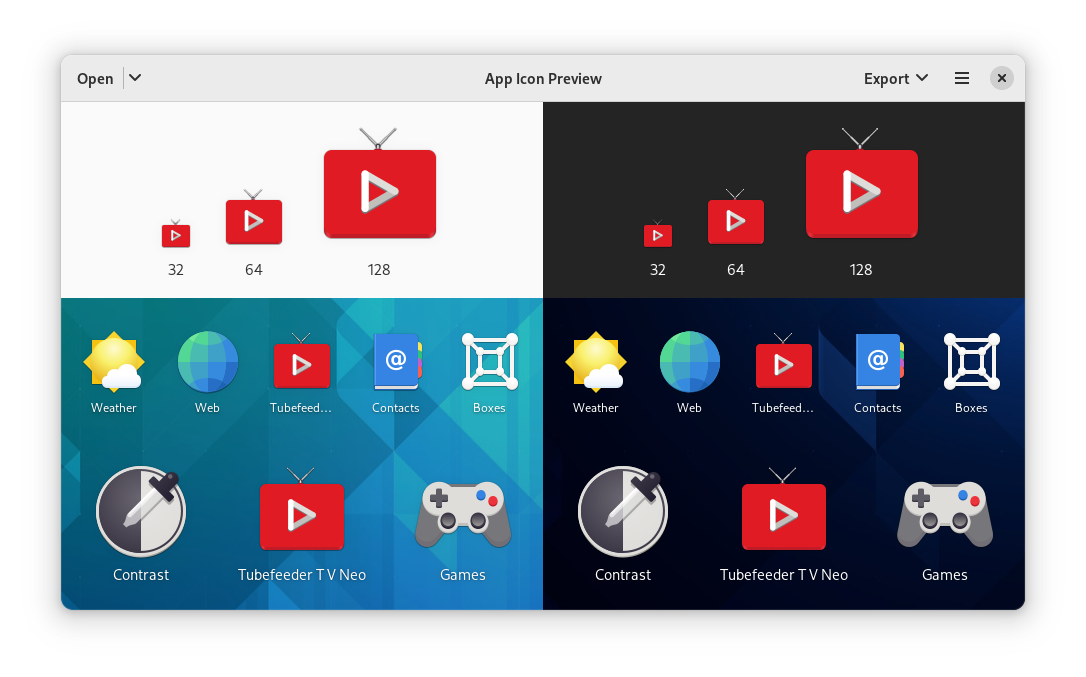 Open
App Icon Preview
Export
32 64 128
32 64 128
Weather Web Tubefeed... Contacts Boxes
Weather Web Tubefeed... Contacts Boxes
Contrast Tubefeeder T V Neo Games
Contrast Tubefeeder T V Neo Games